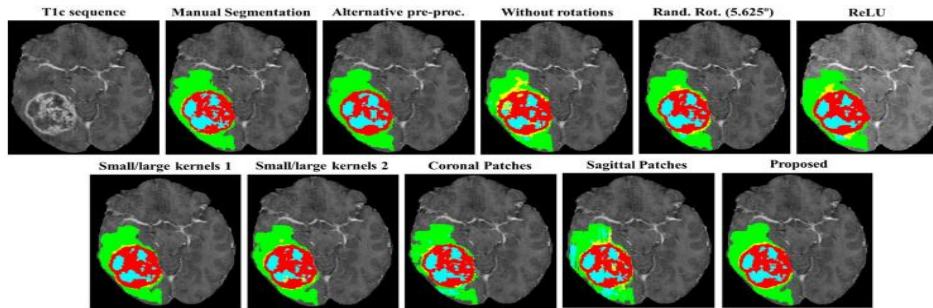 T1c sequence
Manual Segmentation
Alternative pre-proc.
Without rotations
Rand. Rot. (5.625º)
ReLU
Small/large kernels 1
Small/large kernels 2
Coronal Patches
Sagittal Patches
Proposed